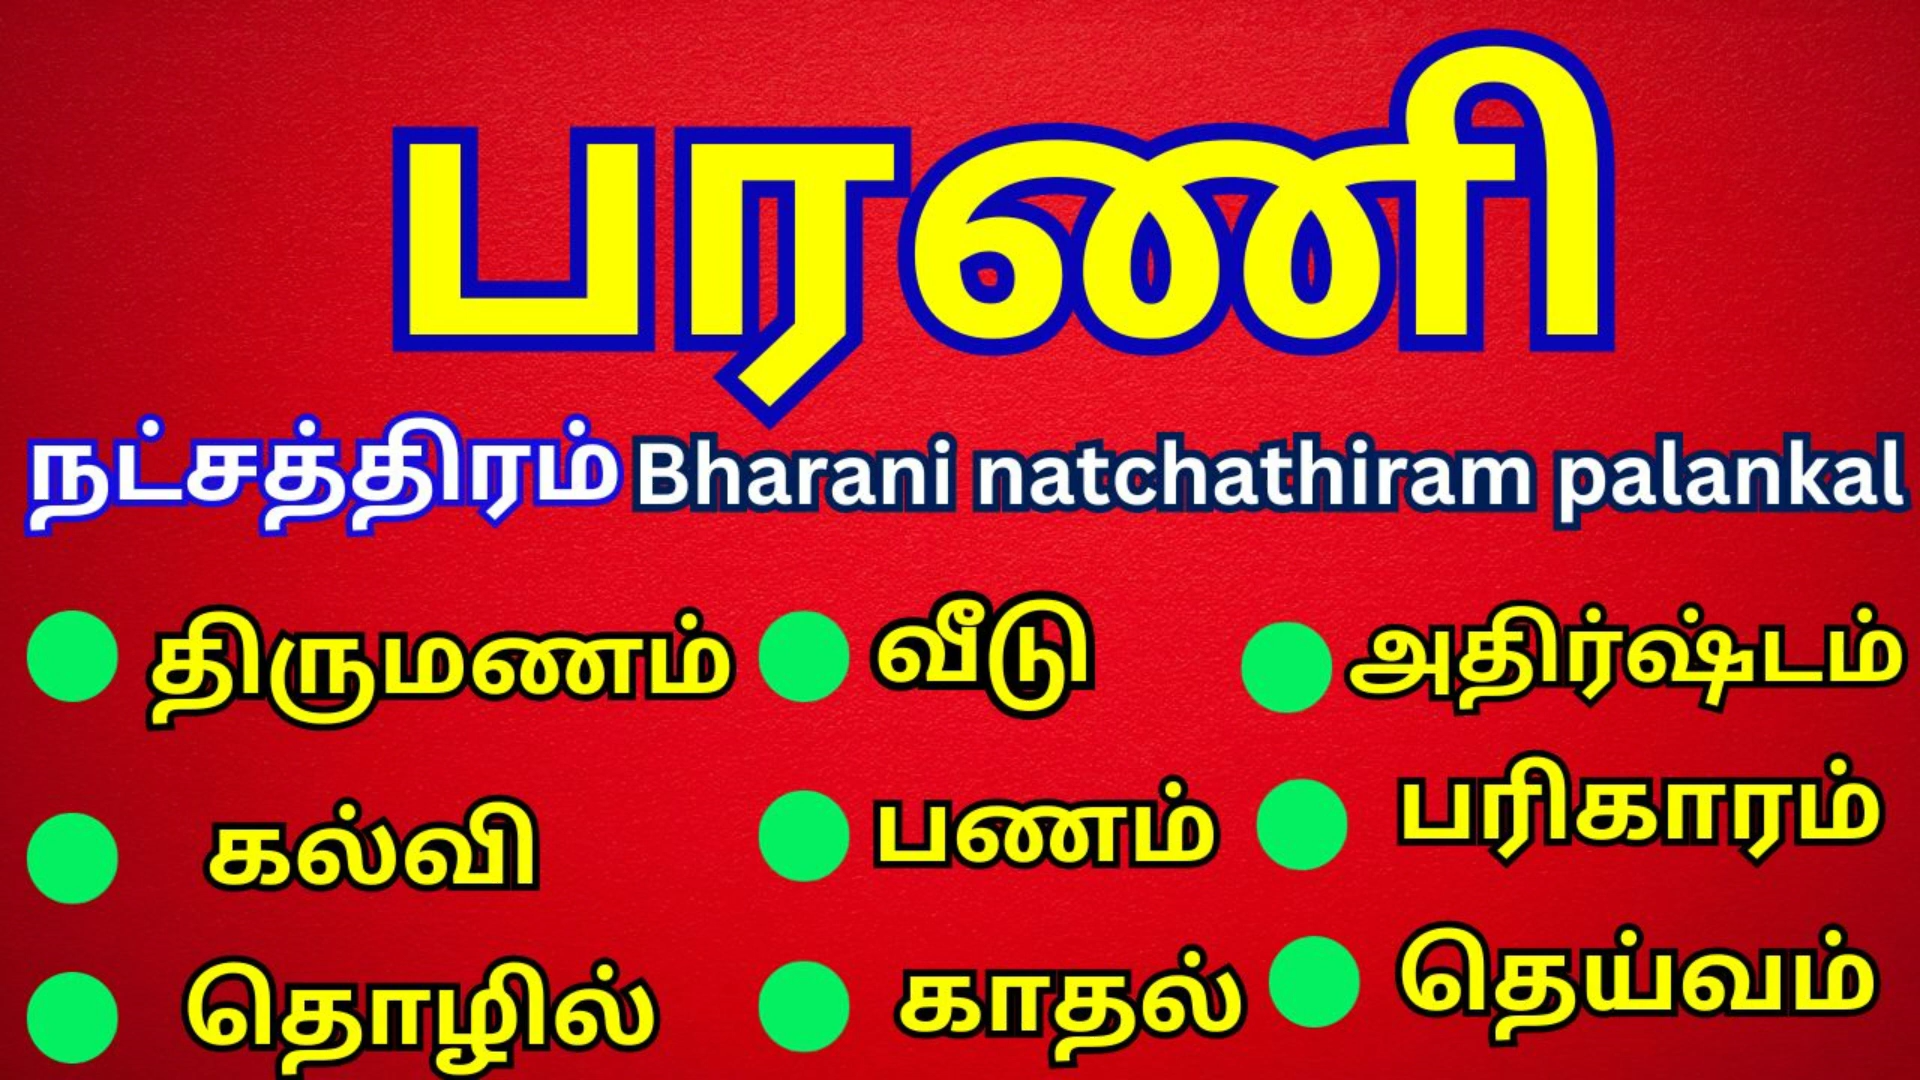 பரணி
நட்சத்திரம் Bharani natchathiram palankal
திருமணம் வீடு அதிர்ஷ்டம்
கல்வி பணம் பரிகாரம்
தொழில் காதல் தெய்வம்